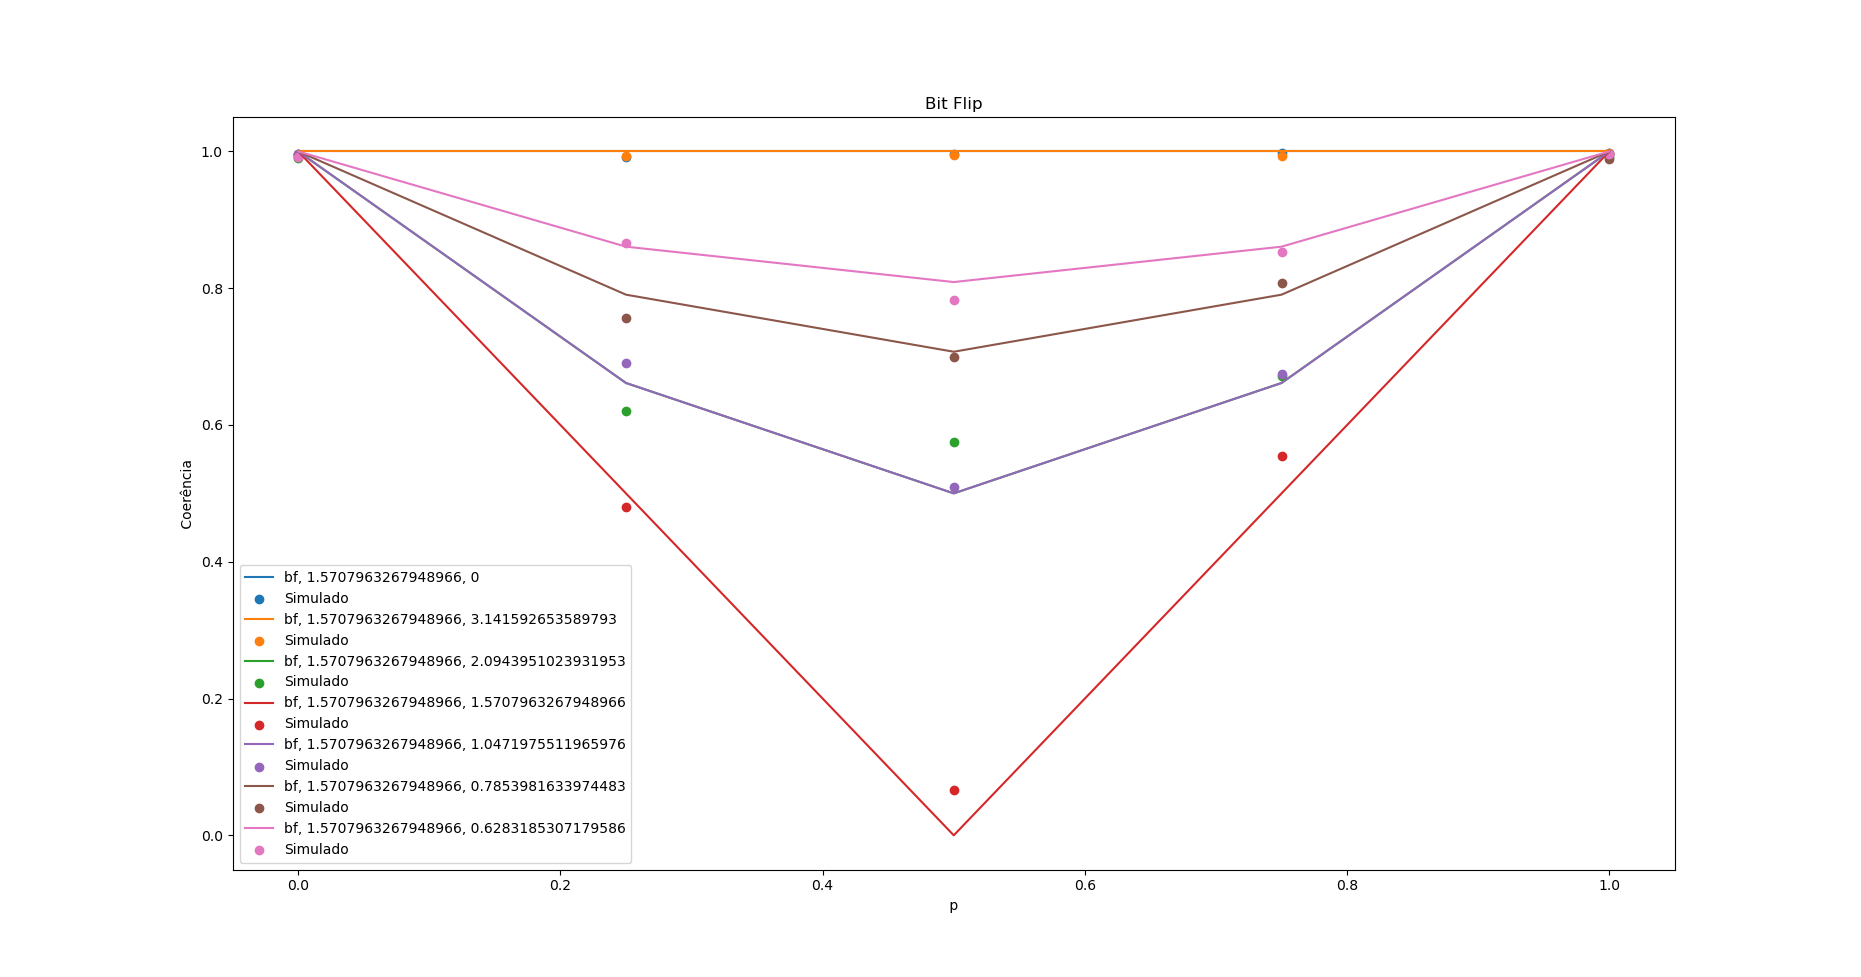 Bit Flip
1.0
0.8
0.6
0.4
0.2
0.0
Coerência
bf, 1.5707963267948966, 0
Simulado
bf, 1.5707963267948966, 3.141592653589793
Simulado
bf, 1.5707963267948966, 2.0943951023931953
Simulado
bf, 1.5707963267948966, 1.5707963267948966
Simulado
bf, 1.5707963267948966, 1.0471975511965976
Simulado
bf, 1.5707963267948966, 0.7853981633974483
Simulado
bf, 1.5707963267948966, 0.6283185307179586
Simulado
0.0 0.2 0.4 0.6 0.8 1.0
p